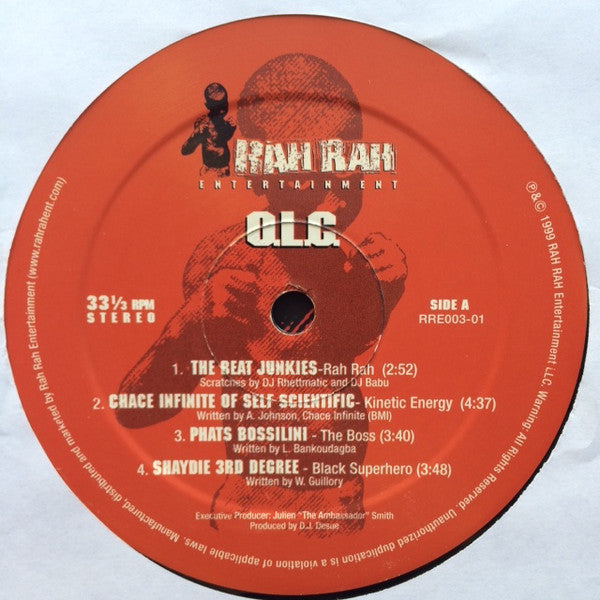 RAH RAH
ENTERTAINMENT
O.L.C.
33⅓ RPM
STEREO
SIDE A
RRE003-01
1. THE BEAT JUNKIES-Rah Rah (2:52)
Scratches by DJ Rhettmatic and DJ Babu
2. CHACE INFINITE OF SELF SCIENTIFIC- Kinetic Energy (4:37)
Written by A. Johnson, Chace Infinite (BMI)
3. PHATS BOSSILINI - The Boss (3:40)
Written by L. Bankoudagba
4. SHAYDIE 3RD DEGREE - Black Superhero (3:48)
Written by W. Guillory
Executive Producer: Julien "The Ambassador" Smith
Produced by D.J. Desue
℗&© 1999 RAH RAH Entertainment LLC. Warning: All Rights Reserved. Unauthorized duplication is a violation of applicable laws. Manufactured, distributed and marketed by Rah Rah Entertainment (www.rahrahent.com)